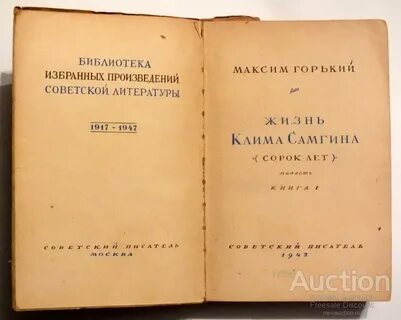 БИБЛИОТЕКА
ИЗБРАННЫХ ПРОИЗВЕДЕНИЙ
СОВЕТСКОЙ ЛИТЕРАТУРЫ
1917-1947
СОВЕТСКИЙ ПИСАТЕЛЬ
МОСКВА
МАКСИМ ГОРЬКИЙ
ЖИЗНЬ
КЛИМА САМГИНА
(СОРОК ЛЕТ)
ПОВЕСТЬ
КНИГА I
СОВЕТСКИЙ ПИСАТЕЛЬ
1947
Auction